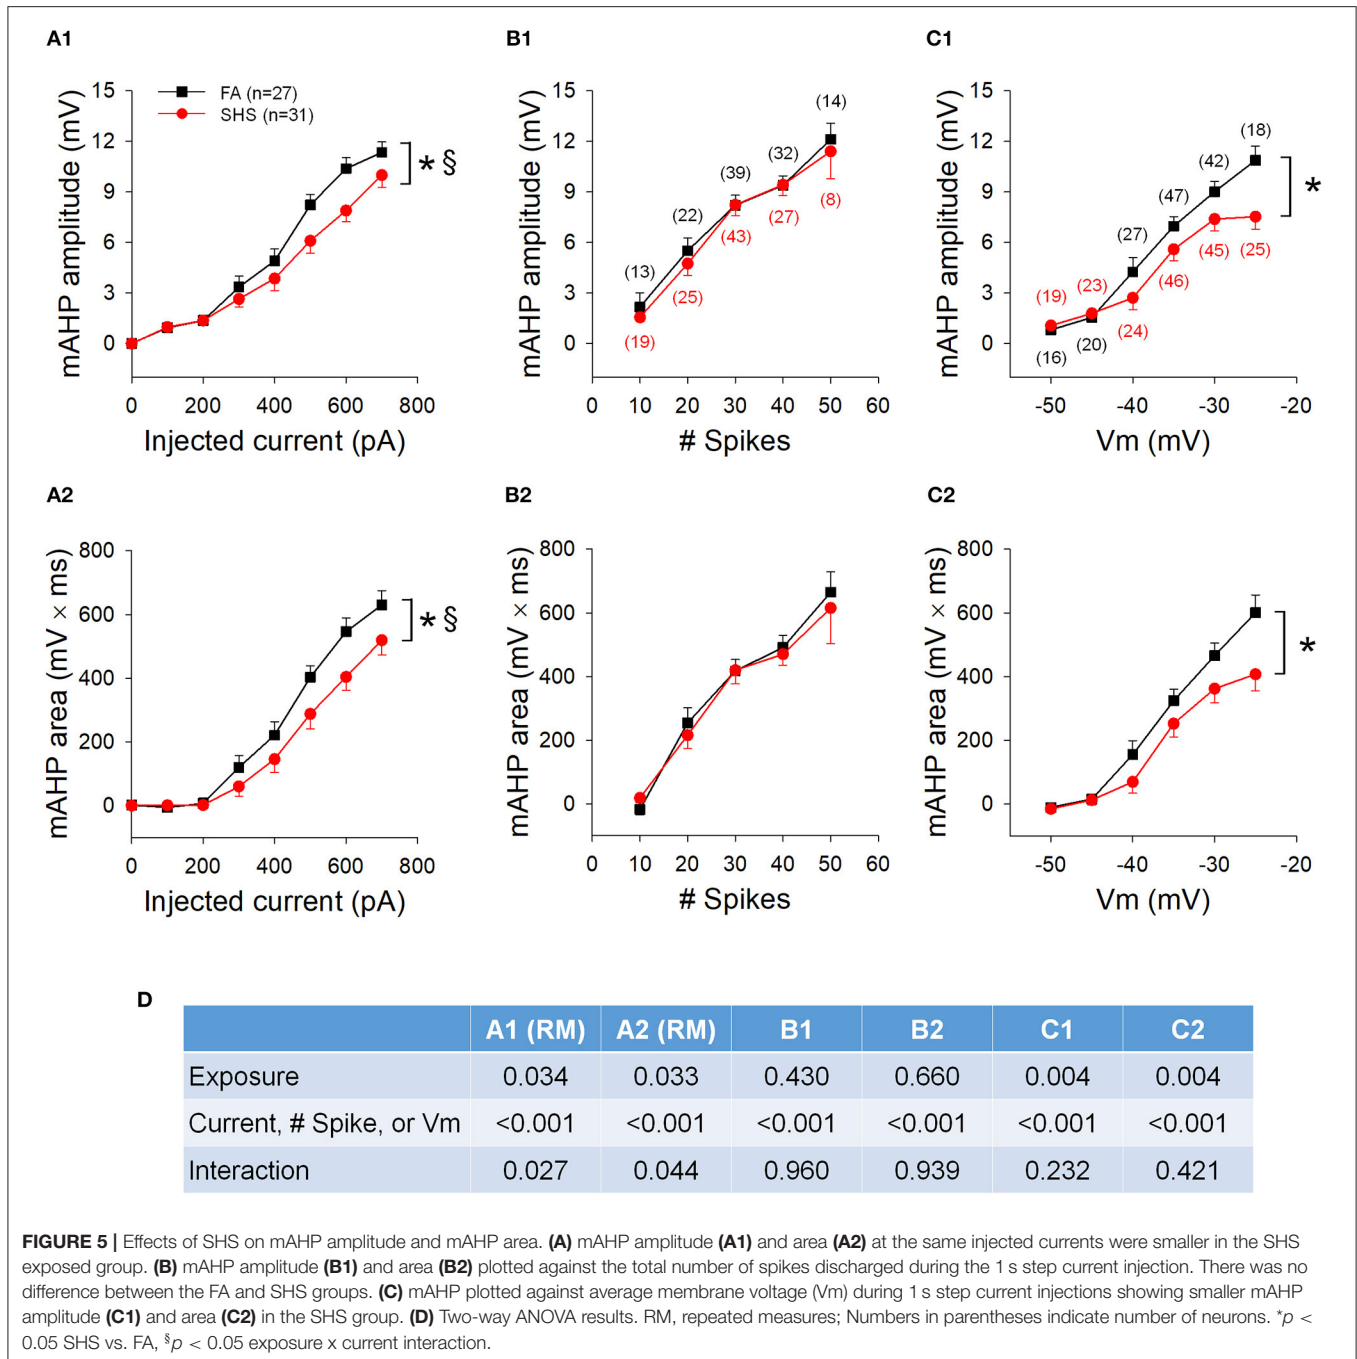 A1
15
12
9
6
3
0
mAHP amplitude (mV)
FA (n=27)
SHS (n=31)
* §
0 200 400 600 800
Injected current (pA)
B1
15
12
9
6
3
0
mAHP amplitude (mV)
(13)
(22)
(39)
(32)
(14)
(19)
(25)
(43)
(27)
(8)
0 10 20 30 40 50 60
# Spikes
C1
15
12
9
6
3
0
mAHP amplitude (mV)
(19)
(23)
(27)
(47)
(42)
(18)
(16)
(20)
(24)
(46)
(45)
(25)
*
-50 -40 -30 -20
Vm (mV)
A2
800
600
400
200
0
mAHP area (mV × ms)
* §
0 200 400 600 800
Injected current (pA)
B2
800
600
400
200
0
mAHP area (mV × ms)
0 10 20 30 40 50 60
# Spikes
C2
800
600
400
200
0
mAHP area (mV × ms)
*
-50 -40 -30 -20
Vm (mV)
D
A1 (RM) A2 (RM) B1 B2 C1 C2
Exposure 0.034 0.033 0.430 0.660 0.004 0.004
Current, # Spike, or Vm <0.001 <0.001 <0.001 <0.001 <0.001 <0.001
Interaction 0.027 0.044 0.960 0.939 0.232 0.421
FIGURE 5 | Effects of SHS on mAHP amplitude and mAHP area. (A) mAHP amplitude (A1) and area (A2) at the same injected currents were smaller in the SHS
exposed group. (B) mAHP amplitude (B1) and area (B2) plotted against the total number of spikes discharged during the 1 s step current injection. There was no
difference between the FA and SHS groups. (C) mAHP plotted against average membrane voltage (Vm) during 1 s step current injections showing smaller mAHP
amplitude (C1) and area (C2) in the SHS group. (D) Two-way ANOVA results. RM, repeated measures; Numbers in parentheses indicate number of neurons. *p <
0.05 SHS vs. FA, §p < 0.05 exposure x current interaction.